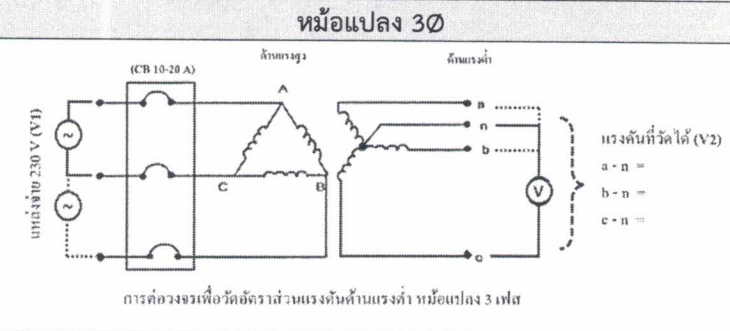 หม้อแปลง 3Ø
ด้านแรงสูง
ด้านแรงต่ำ
(CB 10-20 A)
แหล่งจ่าย 230 V (V1)
~
~
A
C
B
a
n
b
c
V
แรงดันที่วัดได้ (V2)
a - n =
b - n =
c - n =
การต่อวงจรเพื่อวัดอัตราส่วนแรงดันด้านแรงต่ำ หม้อแปลง 3 เฟส